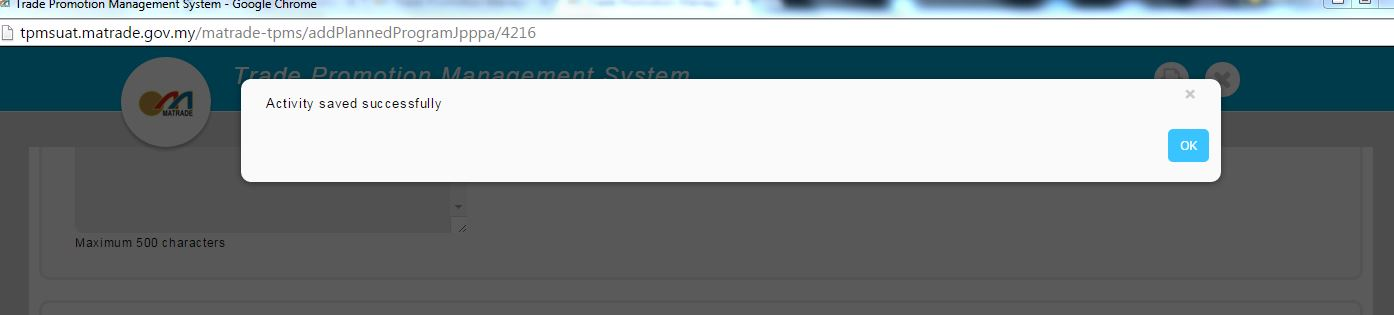 Trade Promotion Management System - Google Chrome
tpmsuat.matrade.gov.my/matrade-tpms/addPlannedProgramJpppa/4216
Trade Promotion Management System
MATRADE
Activity saved successfully
OK
Maximum 500 characters